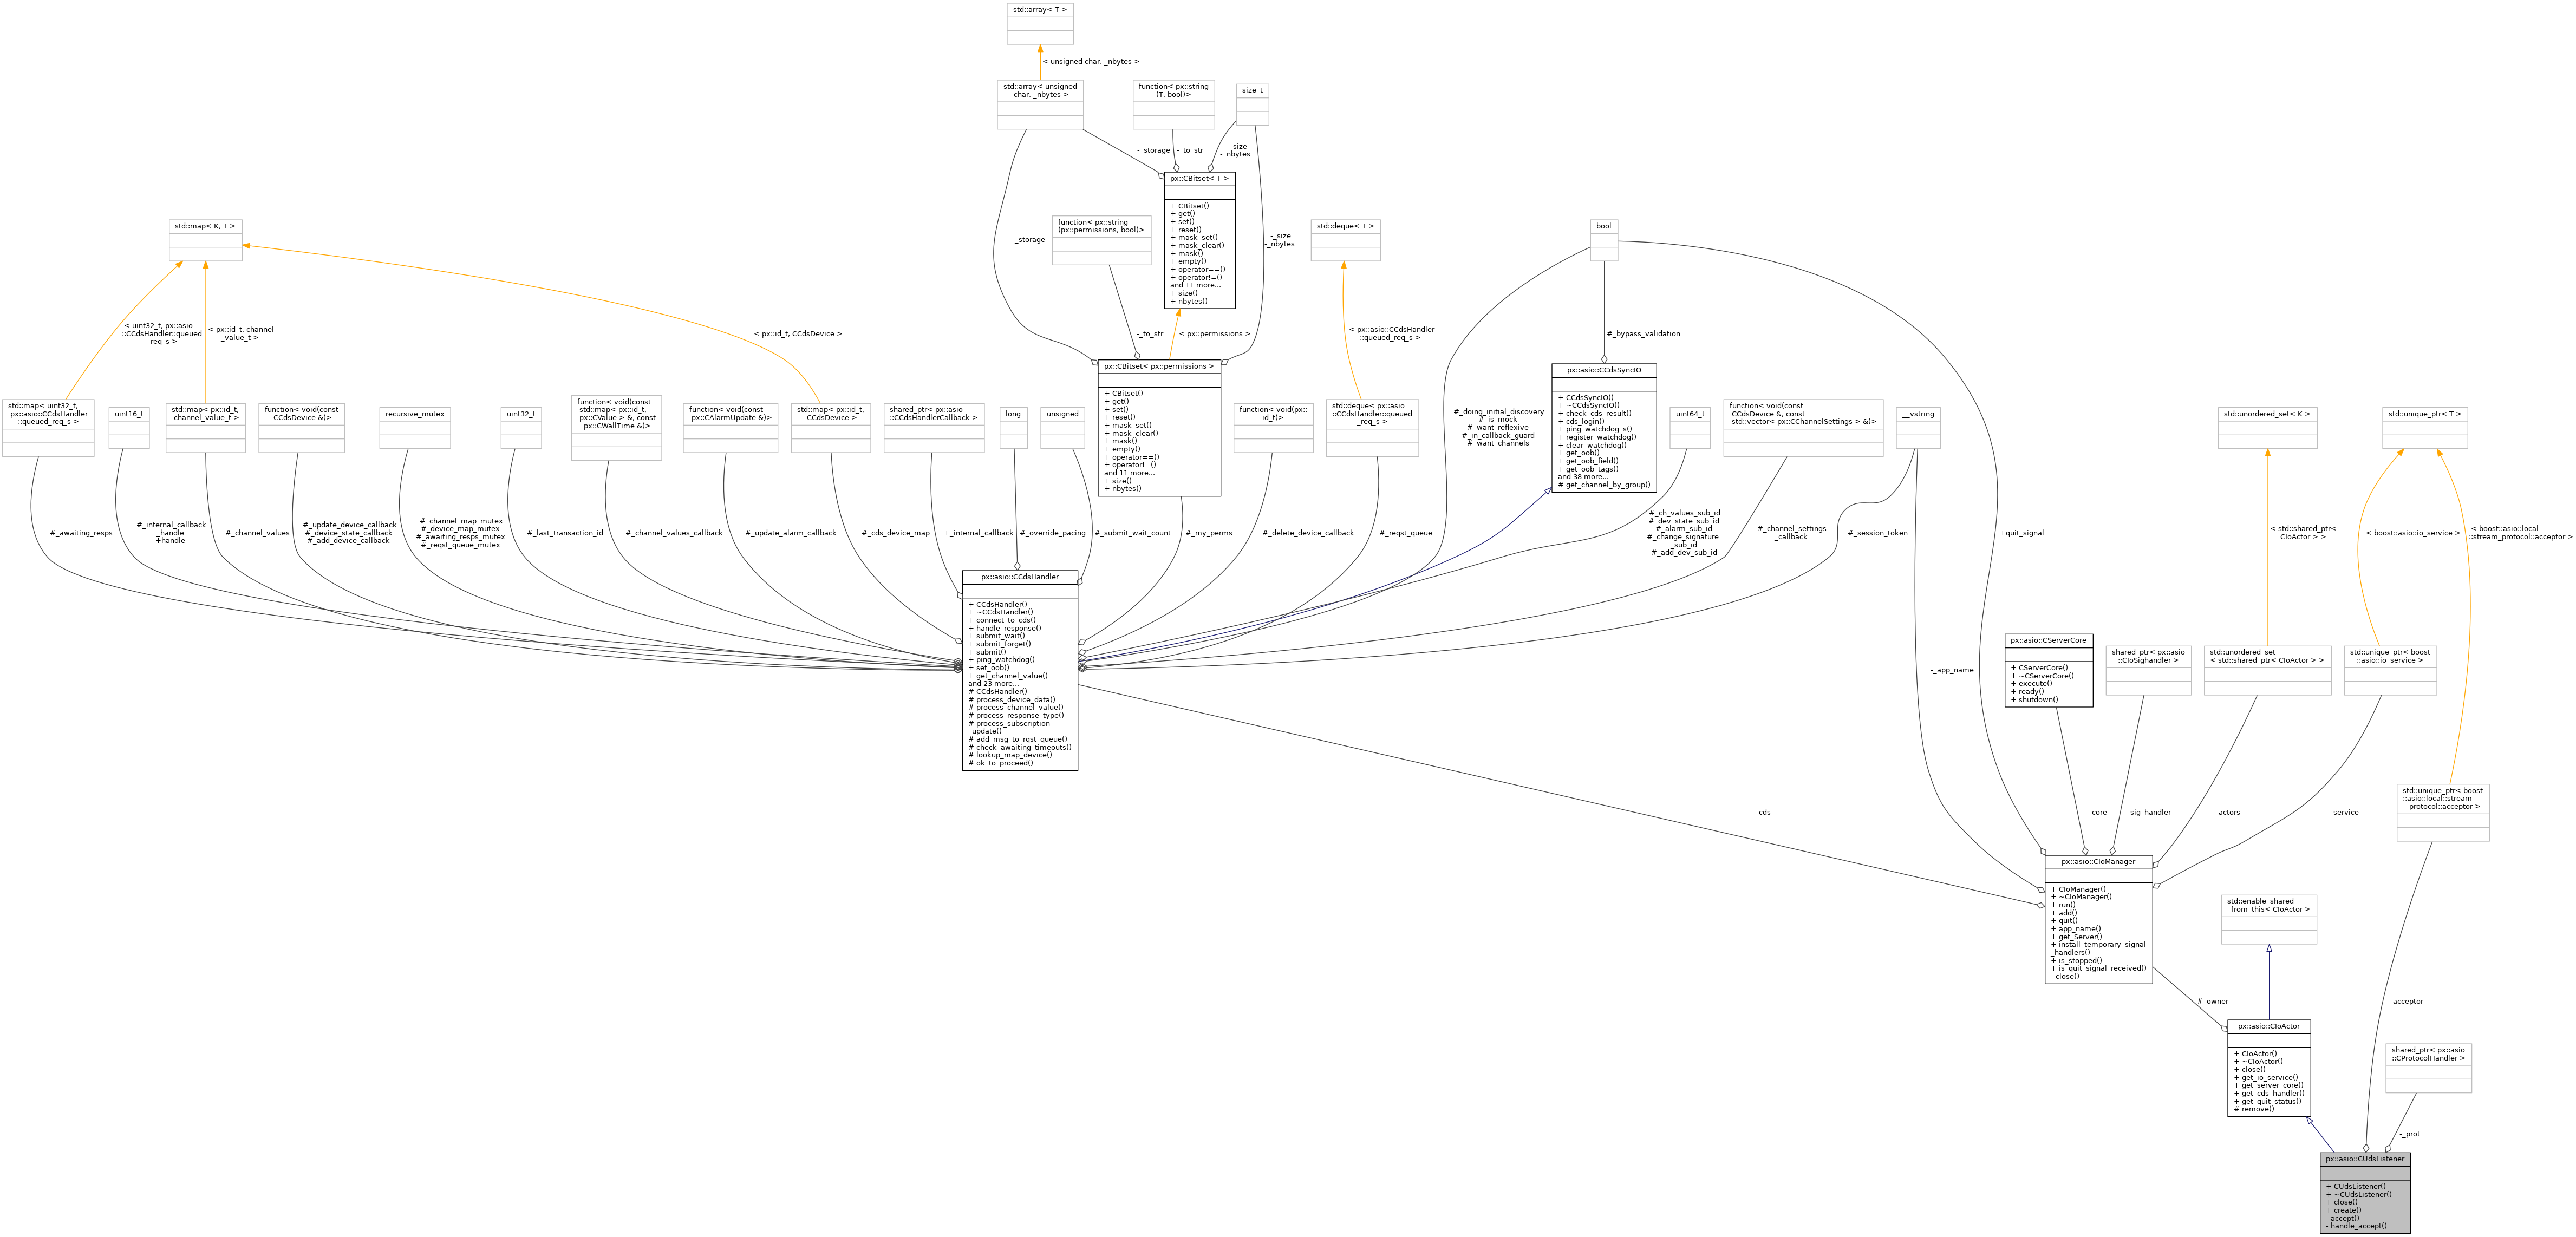 std::array< T >
< unsigned char, _nbytes >
std::array< unsigned
char, _nbytes >
function< px::string
(T, bool)>
size_t
-_storage
-_to_str
-_size
-_nbytes
px::CBitset< T >
+ CBitset()
+ get()
+ set()
+ reset()
+ mask_set()
+ mask_clear()
+ mask()
+ empty()
+ operator==()
+ operator!=()
and 11 more...
+ size()
+ nbytes()
std::map< K, T >
-_storage
function< px::string
(px::permissions, bool)>
-_size
-_nbytes
std::deque< T >
bool
< uint32_t, px::asio
::CCdsHandler::queued
_req_s >
< px::id_t, channel
_value_t >
< px::id_t, CCdsDevice >
-_to_str
< px::permissions >
< px::asio::CCdsHandler
::queued_req_s >
#_bypass_validation
px::CBitset< px::permissions >
+ CBitset()
+ get()
+ set()
+ reset()
+ mask_set()
+ mask_clear()
+ mask()
+ empty()
+ operator==()
+ operator!=()
and 11 more...
+ size()
+ nbytes()
px::asio::CCdsSyncIO
+ CCdsSyncIO()
+ ~CCdsSyncIO()
+ check_cds_result()
+ cds_login()
+ ping_watchdog_s()
+ register_watchdog()
+ clear_watchdog()
+ get_oob()
+ get_oob_field()
+ get_oob_tags()
and 38 more...
# get_channel_by_group()
std::map< uint32_t,
px::asio::CCdsHandler
::queued_req_s >
uint16_t
std::map< px::id_t,
channel_value_t >
function< void(const
CCdsDevice &)>
recursive_mutex
uint32_t
function< void(const
std::map< px::id_t,
px::CValue > &, const
px::CWallTime &)>
function< void(const
px::CAlarmUpdate &)>
std::map< px::id_t,
CCdsDevice >
shared_ptr< px::asio
::CCdsHandlerCallback >
long
unsigned
function< void(px::
id_t)>
std::deque< px::asio
::CCdsHandler::queued
_req_s >
#_doing_initial_discovery
#_is_mock
#_want_reflexive
#_in_callback_guard
#_want_channels
uint64_t
function< void(const
CCdsDevice &, const
std::vector< px::CChannelSettings > &)>
__vstring
std::unordered_set< K >
std::unique_ptr< T >
#_awaiting_resps
#_internal_callback
_handle
+handle
#_channel_values
#_update_device_callback
#_device_state_callback
#_add_device_callback
#_channel_map_mutex
#_device_map_mutex
#_awaiting_resps_mutex
#_reqst_queue_mutex
#_last_transaction_id
#_channel_values_callback
#_update_alarm_callback
#_cds_device_map
+_internal_callback
#_override_pacing
#_submit_wait_count
#_my_perms
#_delete_device_callback
#_reqst_queue
#_ch_values_sub_id
#_dev_state_sub_id
#_alarm_sub_id
#_change_signature
_sub_id
#_add_dev_sub_id
#_channel_settings
_callback
#_session_token
+quit_signal
< std::shared_ptr<
CIoActor > >
< boost::asio::io_service >
< boost::asio::local
::stream_protocol::acceptor >
px::asio::CCdsHandler
+ CCdsHandler()
+ ~CCdsHandler()
+ connect_to_cds()
+ handle_response()
+ submit_wait()
+ submit_forget()
+ submit()
+ ping_watchdog()
+ set_oob()
+ get_channel_value()
and 23 more...
# CCdsHandler()
# process_device_data()
# process_channel_value()
# process_response_type()
# process_subscription
_update()
# add_msg_to_rqst_queue()
# check_awaiting_timeouts()
# lookup_map_device()
# ok_to_proceed()
-_app_name
px::asio::CServerCore
+ CServerCore()
+ ~CServerCore()
+ execute()
+ ready()
+ shutdown()
shared_ptr< px::asio
::CIoSighandler >
std::unordered_set
< std::shared_ptr< CIoActor > >
std::unique_ptr< boost
::asio::io_service >
-_cds
-_core
-sig_handler
-_actors
-_service
std::unique_ptr< boost
::asio::local::stream
_protocol::acceptor >
px::asio::CIoManager
+ CIoManager()
+ ~CIoManager()
+ run()
+ add()
+ quit()
+ app_name()
+ get_Server()
+ install_temporary_signal
_handlers()
+ is_stopped()
+ is_quit_signal_received()
- close()
std::enable_shared
_from_this< CIoActor >
#_owner
-_acceptor
px::asio::CIoActor
+ CIoActor()
+ ~CIoActor()
+ close()
+ get_io_service()
+ get_server_core()
+ get_cds_handler()
+ get_quit_status()
# remove()
shared_ptr< px::asio
::CProtocolHandler >
-_prot
px::asio::CUdsListener
+ CUdsListener()
+ ~CUdsListener()
+ close()
+ create()
- accept()
- handle_accept()